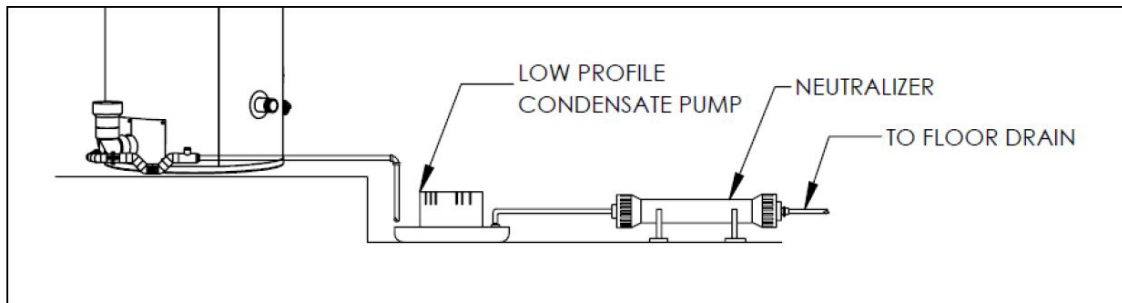 LOW PROFILE
CONDENSATE PUMP
NEUTRALIZER
TO FLOOR DRAIN